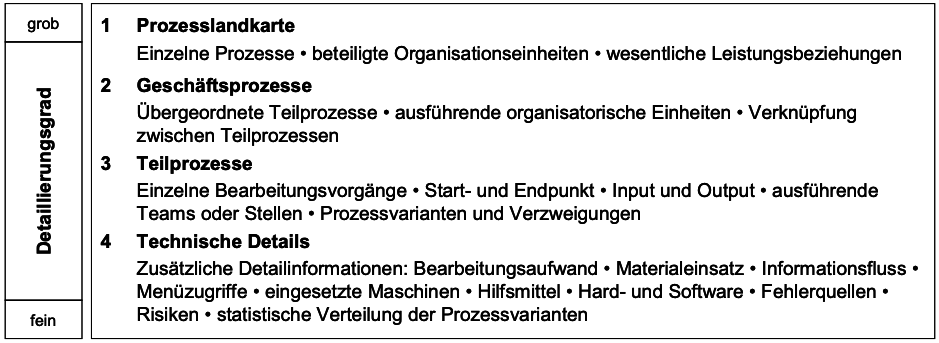 grob
Detaillierungsgrad
fein
1 Prozesslandkarte
Einzelne Prozesse • beteiligte Organisationseinheiten • wesentliche Leistungsbeziehungen
2 Geschäftsprozesse
Übergeordnete Teilprozesse • ausführende organisatorische Einheiten • Verknüpfung
zwischen Teilprozessen
3 Teilprozesse
Einzelne Bearbeitungsvorgänge • Start- und Endpunkt • Input und Output • ausführende
Teams oder Stellen • Prozessvarianten und Verzweigungen
4 Technische Details
Zusätzliche Detailinformationen: Bearbeitungsaufwand • Materialeinsatz • Informationsfluss •
Menüzugriffe • eingesetzte Maschinen • Hilfsmittel • Hard- und Software • Fehlerquellen •
Risiken • statistische Verteilung der Prozessvarianten